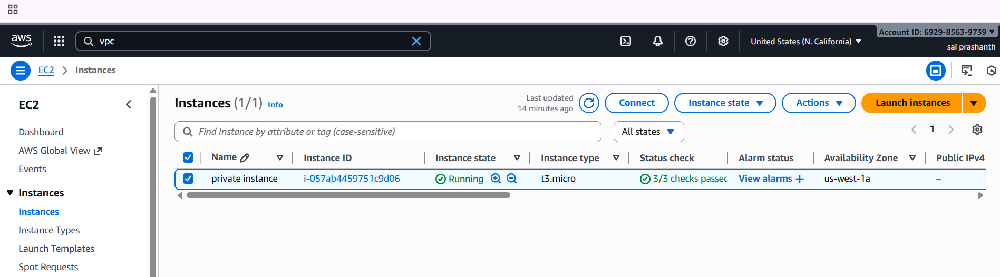 aws
vpc
United States (N. California)
Account ID: 6929-8563-9739
sai prashanth
EC2
Instances
EC2
Dashboard
AWS Global View
Events
Instances
Instances
Instance Types
Launch Templates
Spot Requests
Instances (1/1) Info
Last updated
14 minutes ago
Connect
Instance state
Actions
Launch instances
Find Instance by attribute or tag (case-sensitive)
All states
1
Name Instance ID Instance state Instance type Status check Alarm status Availability Zone Public IPv4
private instance i-057ab4459751c9d06 Running t3.micro 3/3 checks passed View alarms + us-west-1a –